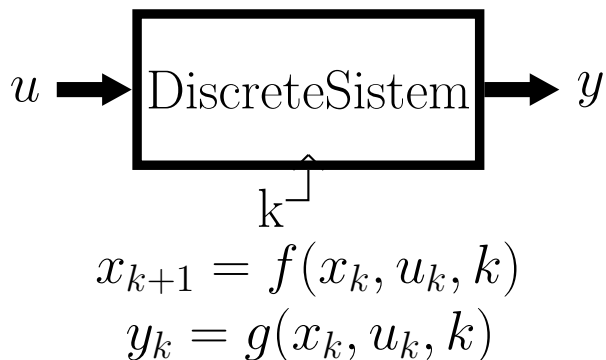 u DiscreteSistem y
k
x_{k+1} = f(x_k, u_k, k)
y_k = g(x_k, u_k, k)